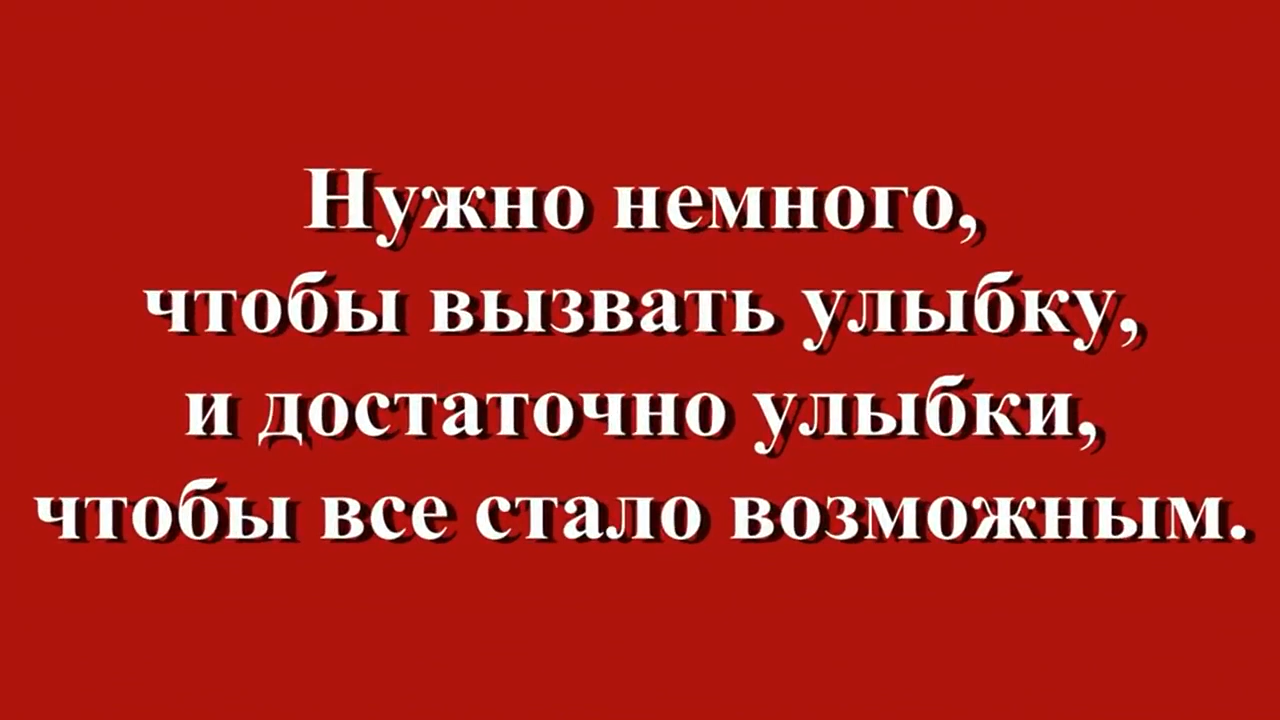 Нужно немного,
чтобы вызвать улыбку,
и достаточно улыбки,
чтобы все стало возможным.